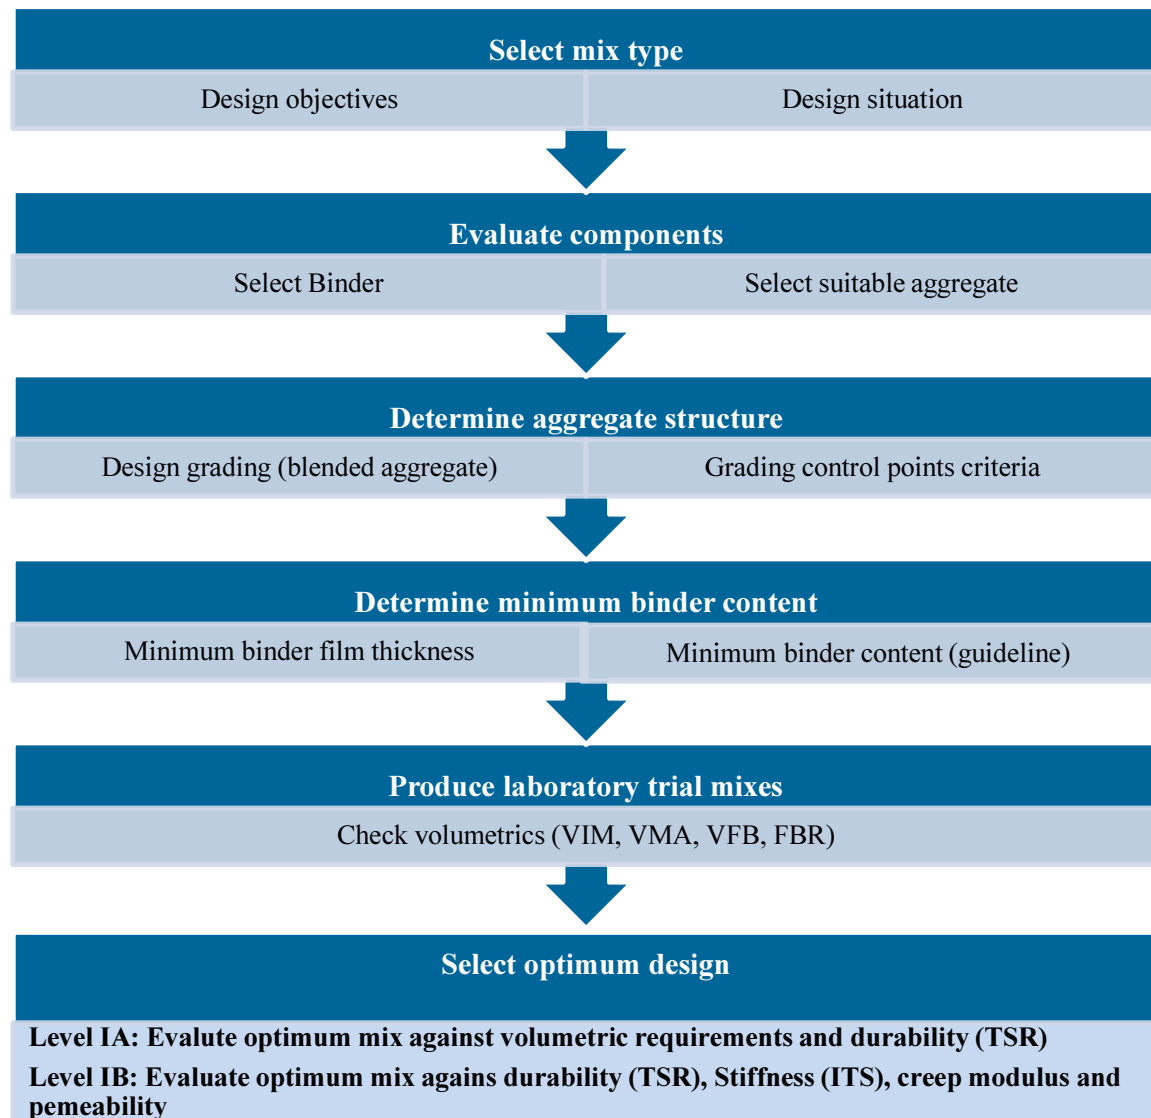 Select mix type
Design objectives
Design situation
Evaluate components
Select Binder
Select suitable aggregate
Determine aggregate structure
Design grading (blended aggregate)
Grading control points criteria
Determine minimum binder content
Minimum binder film thickness
Minimum binder content (guideline)
Produce laboratory trial mixes
Check volumetrics (VIM, VMA, VFB, FBR)
Select optimum design
Level IA: Evalute optimum mix against volumetric requirements and durability (TSR)
Level IB: Evaluate optimum mix agains durability (TSR), Stiffness (ITS), creep modulus and
pemeability